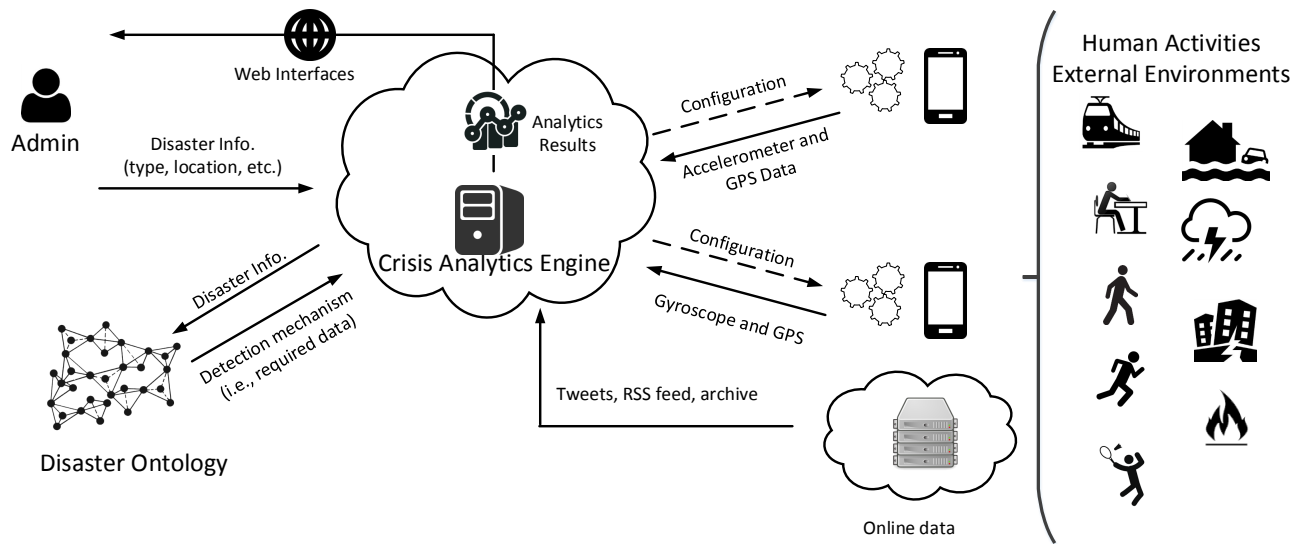 Web Interfaces
Admin
Disaster Info.
(type, location, etc.)
Analytics
Results
Crisis Analytics Engine
Configuration
Accelerometer and
GPS Data
Configuration
Gyroscope and GPS
Disaster Info.
Detection mechanism
(i.e., required data)
Disaster Ontology
Tweets, RSS feed, archive
Online data
Human Activities
External Environments